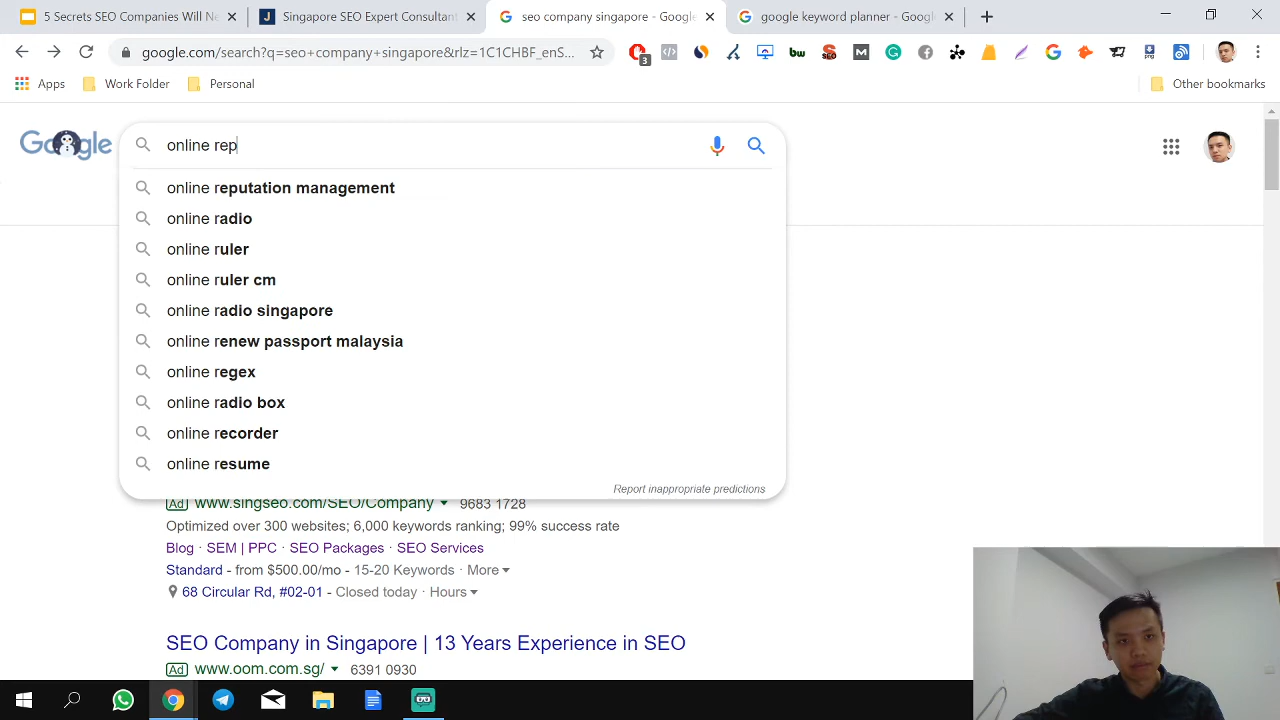 5 Secrets SEO Companies Will Ne
Singapore SEO Expert Consultant
seo company singapore - Google
google keyword planner - Google
google.com/search?q=seo+company+singapore&rlz=1C1CHBF_enS...
3
Apps
Work Folder
Personal
Other bookmarks
Google
online rep
online reputation management
online radio
online ruler
online ruler cm
online radio singapore
online renew passport malaysia
online regex
online radio box
online recorder
online resume
Report inappropriate predictions
Ad www.singseo.com/SEO/Company 9683 1728
Optimized over 300 websites; 6,000 keywords ranking; 99% success rate
Blog · SEM | PPC · SEO Packages · SEO Services
Standard - from $500.00/mo - 15-20 Keywords · More
68 Circular Rd, #02-01 - Closed today · Hours
SEO Company in Singapore | 13 Years Experience in SEO
Ad www.oom.com.sg/ 6391 0930